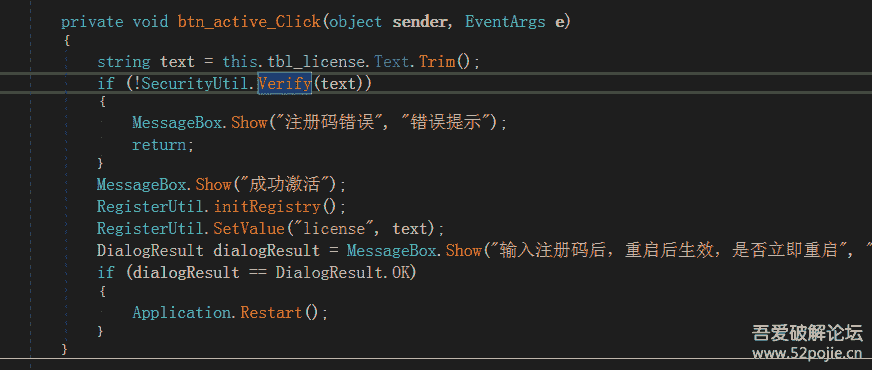 private void btn_active_Click(object sender, EventArgs e)
{
string text = this.tbl_license.Text.Trim();
if (!SecurityUtil.Verify(text))
{
MessageBox.Show("注册码错误", "错误提示");
return;
}
MessageBox.Show("成功激活");
RegisterUtil.initRegistry();
RegisterUtil.SetValue("license", text);
DialogResult dialogResult = MessageBox.Show("输入注册码后，重启后生效，是否立即重启", "
if (dialogResult == DialogResult.OK)
{
Application.Restart();
}
}
吾爱破解论坛
www.52pojie.cn